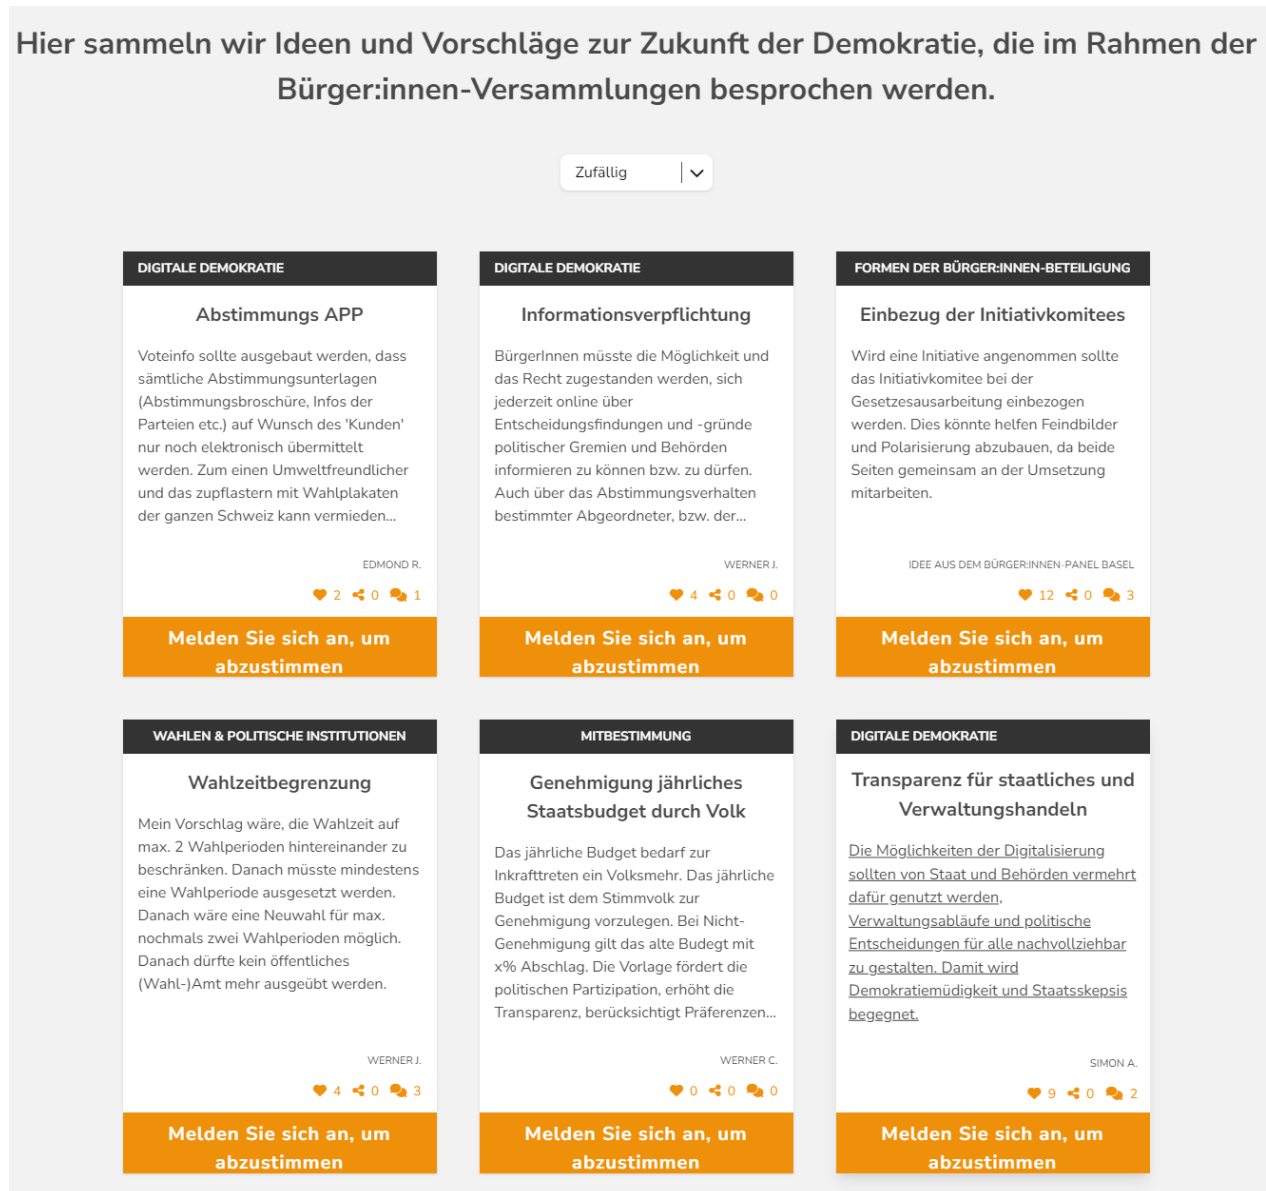 Hier sammeln wir Ideen und Vorschläge zur Zukunft der Demokratie, die im Rahmen der
Bürger:innen-Versammlungen besprochen werden.
Zufällig
DIGITALE DEMOKRATIE
Abstimmungs APP
Voteinfo sollte ausgebaut werden, dass
sämtliche Abstimmungsunterlagen
(Abstimmungsbroschüre, Infos der
Parteien etc.) auf Wunsch des 'Kunden'
nur noch elektronisch übermittelt
werden. Zum einen Umweltfreundlicher
und das zupflastern mit Wahlplakaten
der ganzen Schweiz kann vermieden...
EDMOND R.
2 0 1
Melden Sie sich an, um
abzustimmen
DIGITALE DEMOKRATIE
Informationsverpflichtung
BürgerInnen müsste die Möglichkeit und
das Recht zugestanden werden, sich
jederzeit online über
Entscheidungsfindungen und -gründe
politischer Gremien und Behörden
informieren zu können bzw. zu dürfen.
Auch über das Abstimmungsverhalten
bestimmter Abgeordneter, bzw. der...
WERNER J.
4 0 0
Melden Sie sich an, um
abzustimmen
FORMEN DER BÜRGER:INNEN-BETEILIGUNG
Einbezug der Initiativkomitees
Wird eine Initiative angenommen sollte
das Initiativkomitee bei der
Gesetzesausarbeitung einbezogen
werden. Dies könnte helfen Feindbilder
und Polarisierung abzubauen, da beide
Seiten gemeinsam an der Umsetzung
mitarbeiten.
IDEE AUS DEM BÜRGER:INNEN-PANEL BASEL
12 0 3
Melden Sie sich an, um
abzustimmen
WAHLEN & POLITISCHE INSTITUTIONEN
Wahlzeitbegrenzung
Mein Vorschlag wäre, die Wahlzeit auf
max. 2 Wahlperioden hintereinander zu
beschränken. Danach müsste mindestens
eine Wahlperiode ausgesetzt werden.
Danach wäre eine Neuwahl für max.
nochmals zwei Wahlperioden möglich.
Danach dürfte kein öffentliches
(Wahl-)Amt mehr ausgeübt werden.
WERNER J.
4 0 3
Melden Sie sich an, um
abzustimmen
MITBESTIMMUNG
Genehmigung jährliches
Staatsbudget durch Volk
Das jährliche Budget bedarf zur
Inkrafttreten ein Volksmehr. Das jährliche
Budget ist dem Stimmvolk zur
Genehmigung vorzulegen. Bei Nicht-
Genehmigung gilt das alte Budegt mit
x% Abschlag. Die Vorlage fördert die
politischen Partizipation, erhöht die
Transparenz, berücksichtigt Präferenzen...
WERNER C.
0 0 0
Melden Sie sich an, um
abzustimmen
DIGITALE DEMOKRATIE
Transparenz für staatliches und
Verwaltungshandeln
Die Möglichkeiten der Digitalisierung
sollten von Staat und Behörden vermehrt
dafür genutzt werden,
Verwaltungsabläufe und politische
Entscheidungen für alle nachvollziehbar
zu gestalten. Damit wird
Demokratiemüdigkeit und Staatsskepsis
begegnet.
SIMON A.
9 0 2
Melden Sie sich an, um
abzustimmen